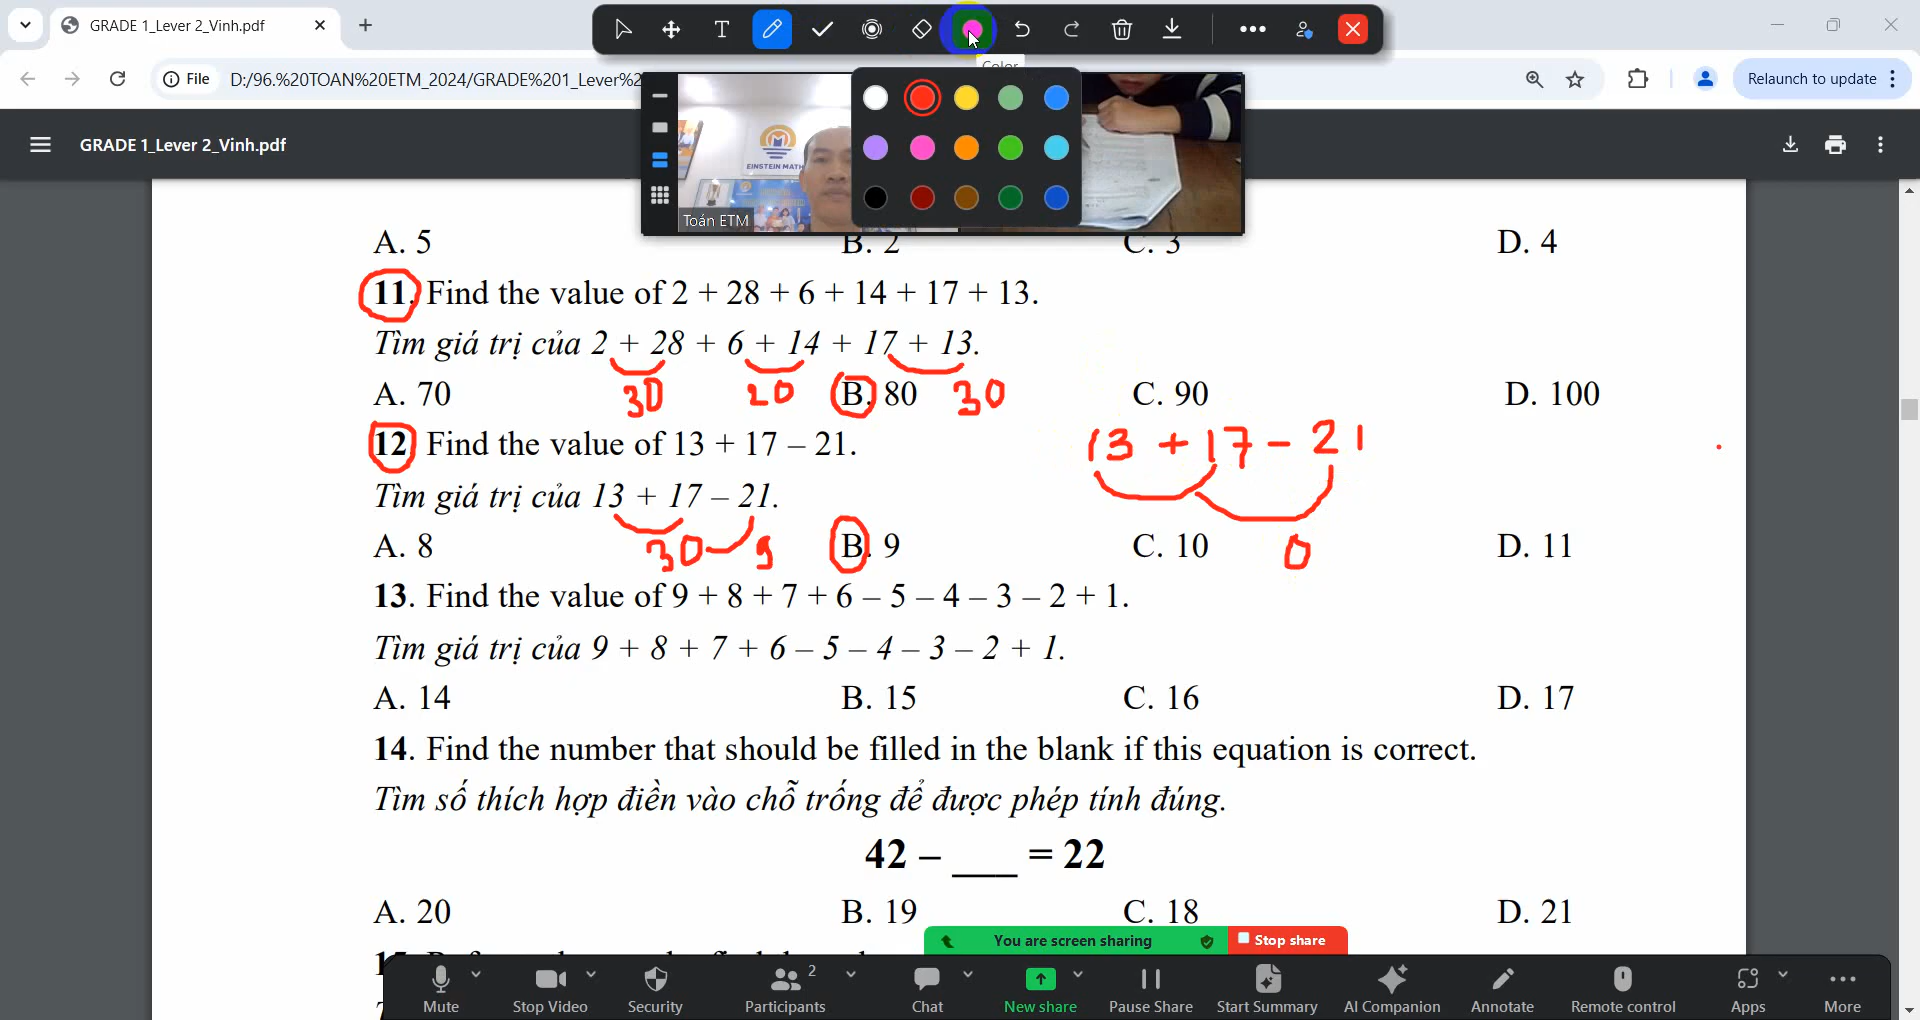 GRADE 1_Lever 2_Vinh.pdf
File
D:/96.%20TOAN%20ETM_2024/GRADE%201_Lever%2
Relaunch to update
GRADE 1_Lever 2_Vinh.pdf
Color
EINSTEIN MATH
Toán ETM
A. 5 B. 2 C. 3 D. 4
11. Find the value of 2 + 28 + 6 + 14 + 17 + 13.
Tìm giá trị của 2 + 28 + 6 + 14 + 17 + 13.
A. 70 30 20 B. 80 30 C. 90 D. 100
12. Find the value of 13 + 17 – 21. 13 + 17 – 21
Tìm giá trị của 13 + 17 – 21.
A. 8 30 9 B. 9 C. 10 0 D. 11
13. Find the value of 9 + 8 + 7 + 6 – 5 – 4 – 3 – 2 + 1.
Tìm giá trị của 9 + 8 + 7 + 6 – 5 – 4 – 3 – 2 + 1.
A. 14 B. 15 C. 16 D. 17
14. Find the number that should be filled in the blank if this equation is correct.
Tìm số thích hợp điền vào chỗ trống để được phép tính đúng.
42 – ___ = 22
A. 20 B. 19 C. 18 D. 21
You are screen sharing Stop share
Mute Stop Video Security Participants 2 Chat New share Pause Share Start Summary AI Companion Annotate Remote control Apps More